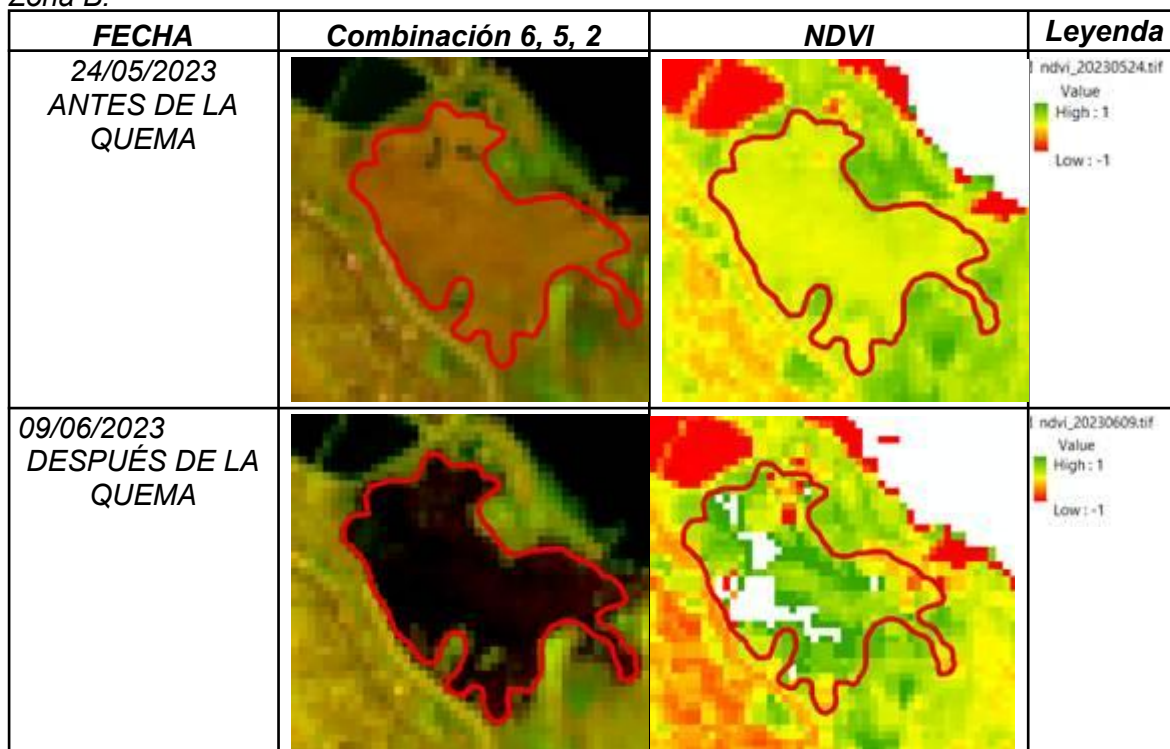 Zona B.
FECHA
Combinación 6, 5, 2
NDVI
Leyenda
24/05/2023
ANTES DE LA
QUEMA
ndvi_20230524.tif
Value
High : 1
Low : -1
09/06/2023
DESPUÉS DE LA
QUEMA
ndvi_20230609.tif
Value
High : 1
Low : -1